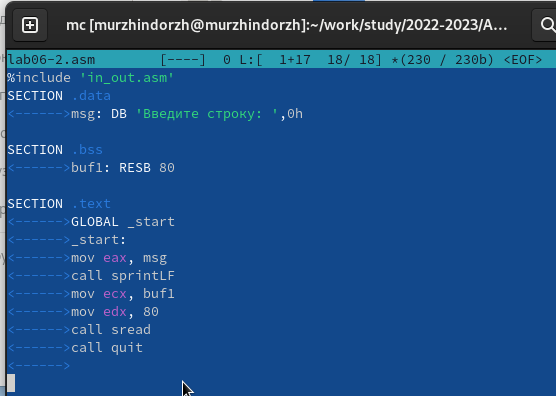 mc [murzhindorzh@murzhindorzh]:~/work/study/2022-2023/A...
lab06-2.asm [----] 0 L:[ 1+17 18/ 18] *(230 / 230b) <EOF>
%include 'in_out.asm'
SECTION .data
<------>msg: DB 'Введите строку: ',0h
SECTION .bss
<------>buf1: RESB 80
SECTION .text
<------>GLOBAL _start
<------>_start:
<------>mov eax, msg
<------>call sprintLF
<------>mov ecx, buf1
<------>mov edx, 80
<------>call sread
<------>call quit
<------>